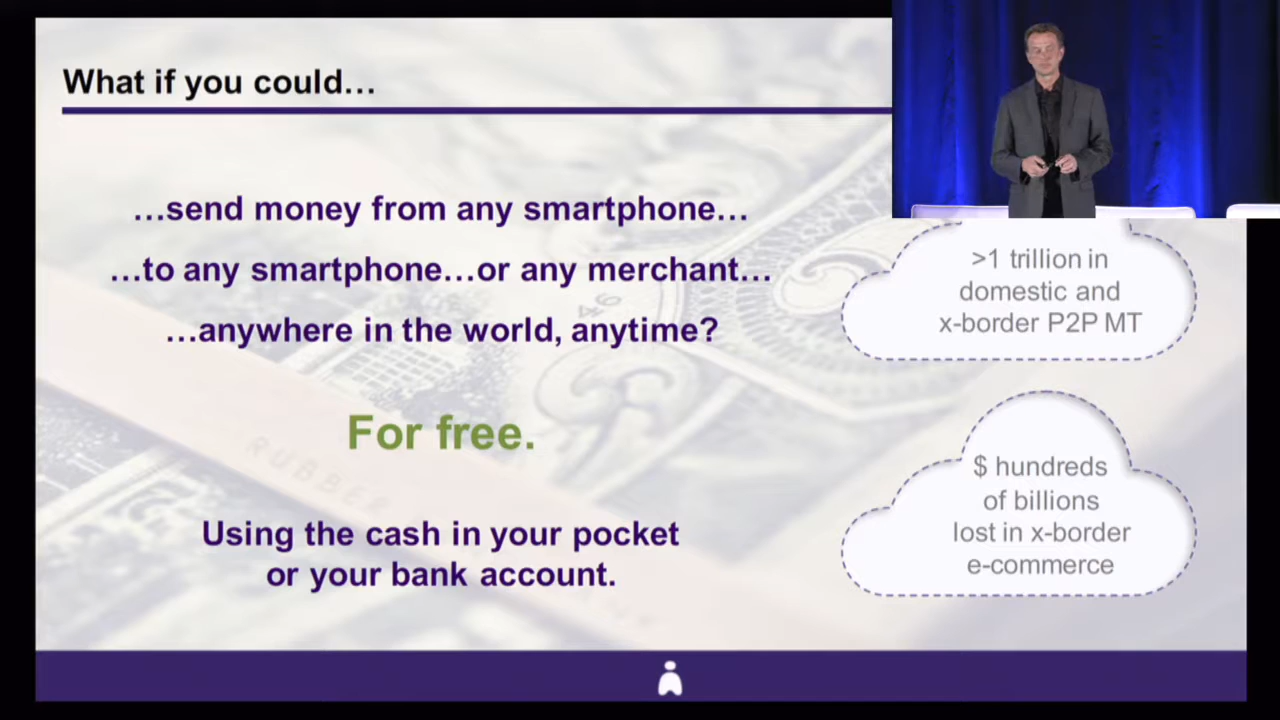 What if you could…
…send money from any smartphone…
…to any smartphone…or any merchant…
…anywhere in the world, anytime?
For free.
Using the cash in your pocket
or your bank account.
>1 trillion in
domestic and
x-border P2P MT
$ hundreds
of billions
lost in x-border
e-commerce
RUBBER